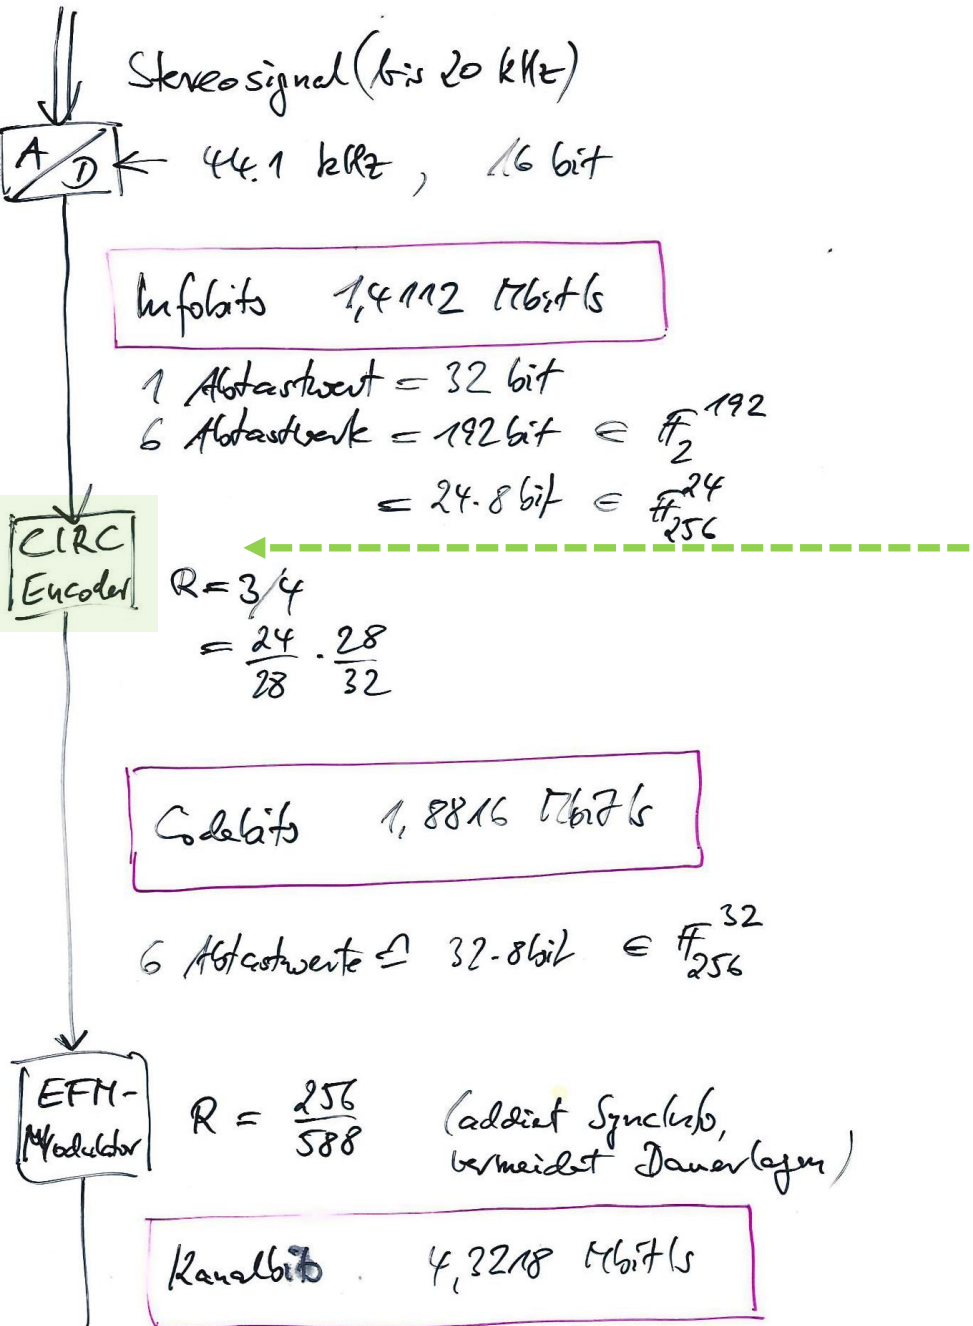 Stereosignal (bis 20 kHz)
A / D ← 44.1 kHz , 16 bit
Infobits 1,4112 Mbit/s
1 Abtastwert = 32 bit
6 Abtastwerte = 192 bit ∈ 𝔽₂¹⁹²
= 24·8 bit ∈ 𝔽₂₅₆²⁴
CIRC
Encoder
R = 3/4
= 24/28 · 28/32
Codebits 1,8816 Mbit/s
6 Abtastwerte ≙ 32·8 bit ∈ 𝔽₂₅₆³²
EFM-
Modulator
R = 256/588 (addiert SyncInfo,
vermeidet Dauerlagen)
Kanalbits 4,3218 Mbit/s